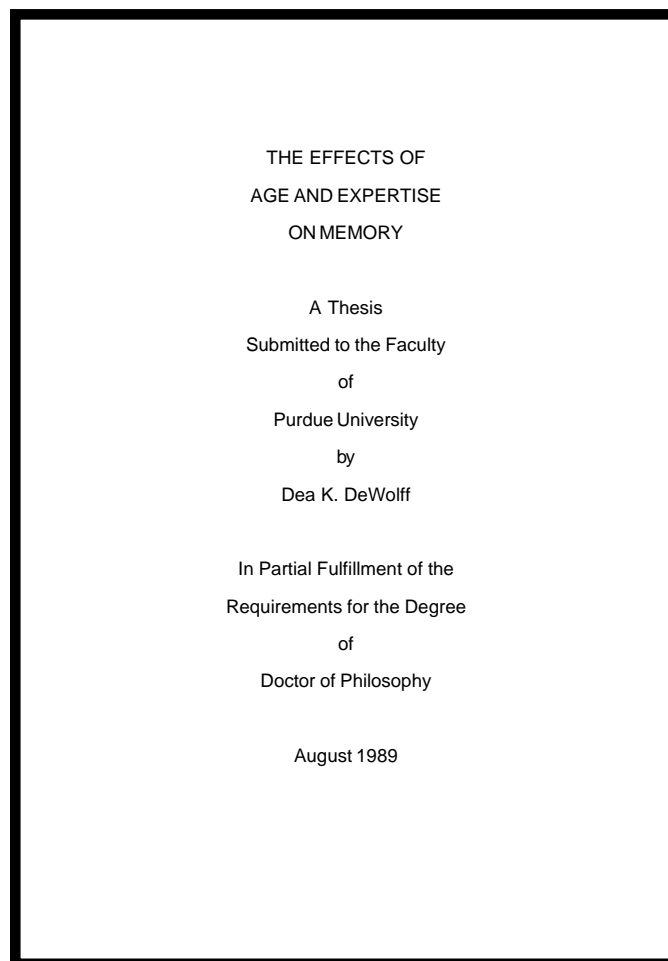 THE EFFECTS OF
AGE AND EXPERTISE
ON MEMORY
A Thesis
Submitted to the Faculty
of
Purdue University
by
Dea K. DeWolff
In Partial Fulfillment of the
Requirements for the Degree
of
Doctor of Philosophy
August 1989